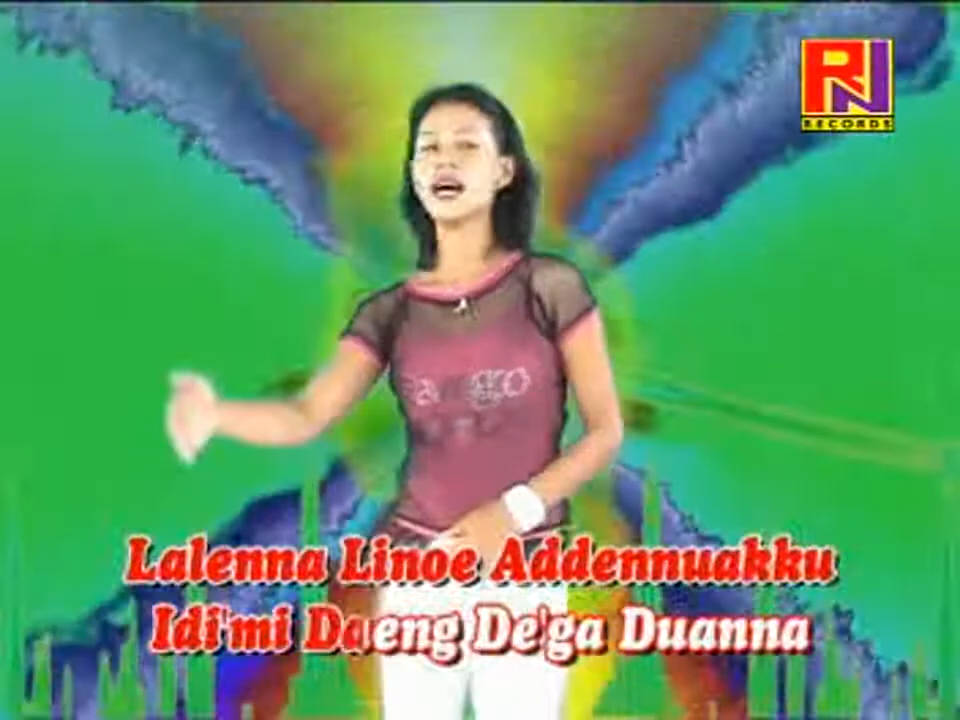 RN
RECORDS
Lalenna Linoe Addennuakku
Idi'mi Daeng De'ga Duanna